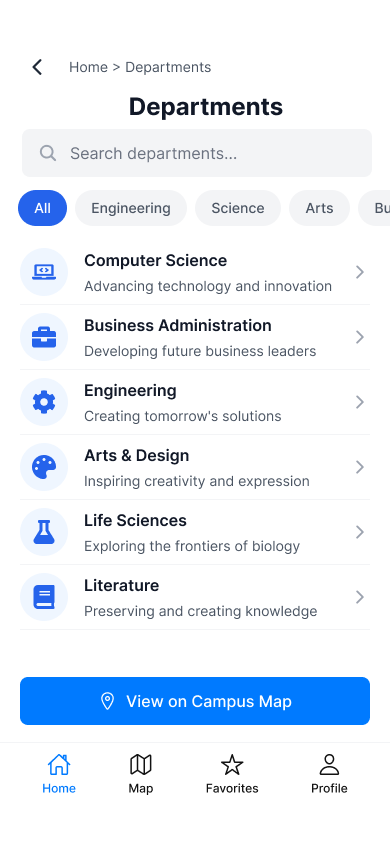 Home > Departments
Departments
Search departments...
All
Engineering
Science
Arts
Bu
Computer Science
Advancing technology and innovation
Business Administration
Developing future business leaders
Engineering
Creating tomorrow's solutions
Arts & Design
Inspiring creativity and expression
Life Sciences
Exploring the frontiers of biology
Literature
Preserving and creating knowledge
View on Campus Map
Home
Map
Favorites
Profile